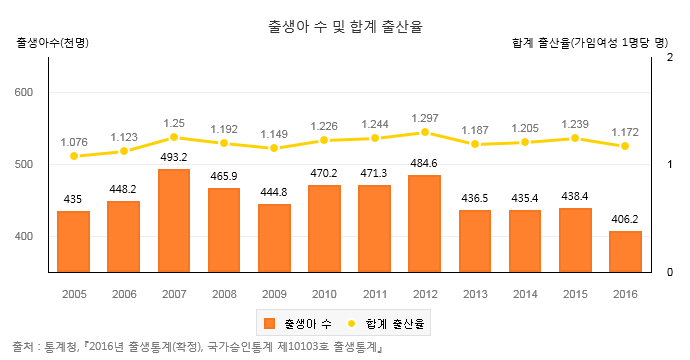 출생아 수 및 합계 출산율
출생아수(천명) 합계 출산율(가임여성 1명당 명)
2
600
1.076 1.123 1.25 1.192 1.149 1.226 1.244 1.297 1.187 1.205 1.239 1.172
500 1
435 448.2 493.2 465.9 444.8 470.2 471.3 484.6 436.5 435.4 438.4 406.2
400
0
2005 2006 2007 2008 2009 2010 2011 2012 2013 2014 2015 2016
출생아 수 합계 출산율
출처 : 통계청, 『2016년 출생통계(확정), 국가승인통계 제10103호 출생통계』